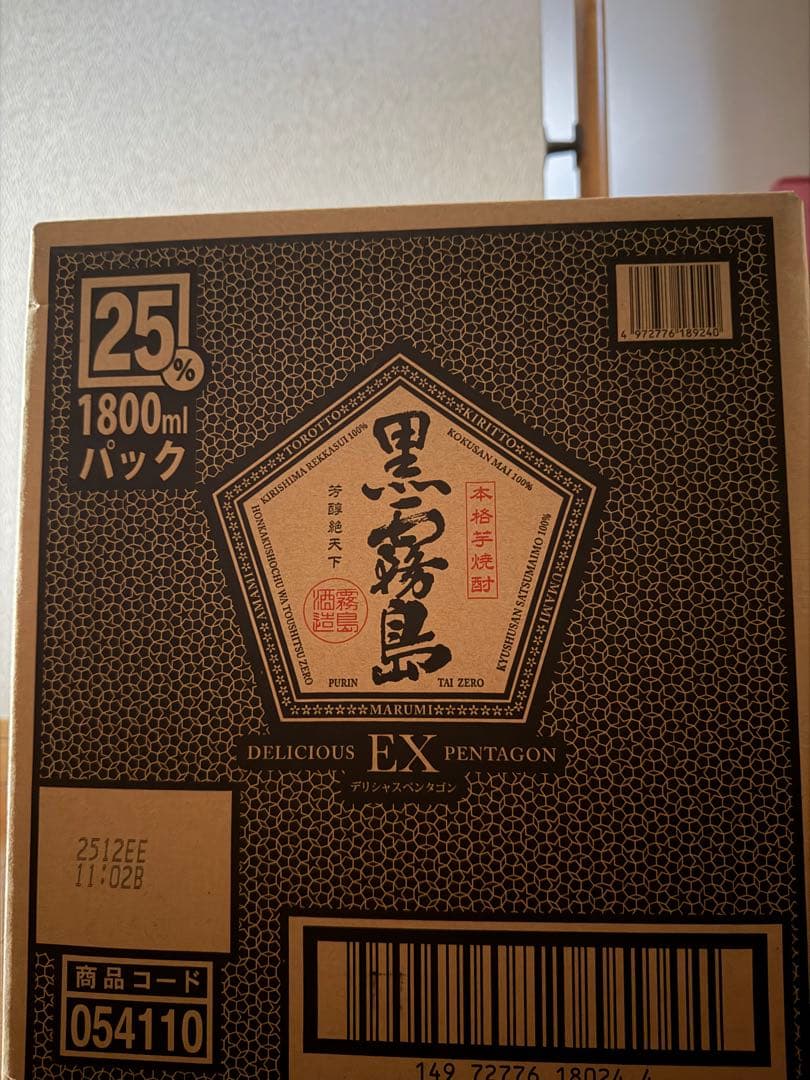 25%
1800ml
パック
4 972776 189240
TOROTTO
KIRITTO
KIRISHIMA REKKASUI 100%
KOKUSAN MAI 100%
黒霧島
本格芋焼酎
芳醇絶天下
霧島
酒造
HONKAKUSHOCHU WA TOUSHITSU ZERO
KYUSHUSAN SATSUMAIMO 100%
AMAMI
UMAMI
PURIN
TAI ZERO
MARUMI
DELICIOUS EX PENTAGON
デリシャスペンタゴン
2512EE
11:02B
商品コード
054110
149 72776 18024 4